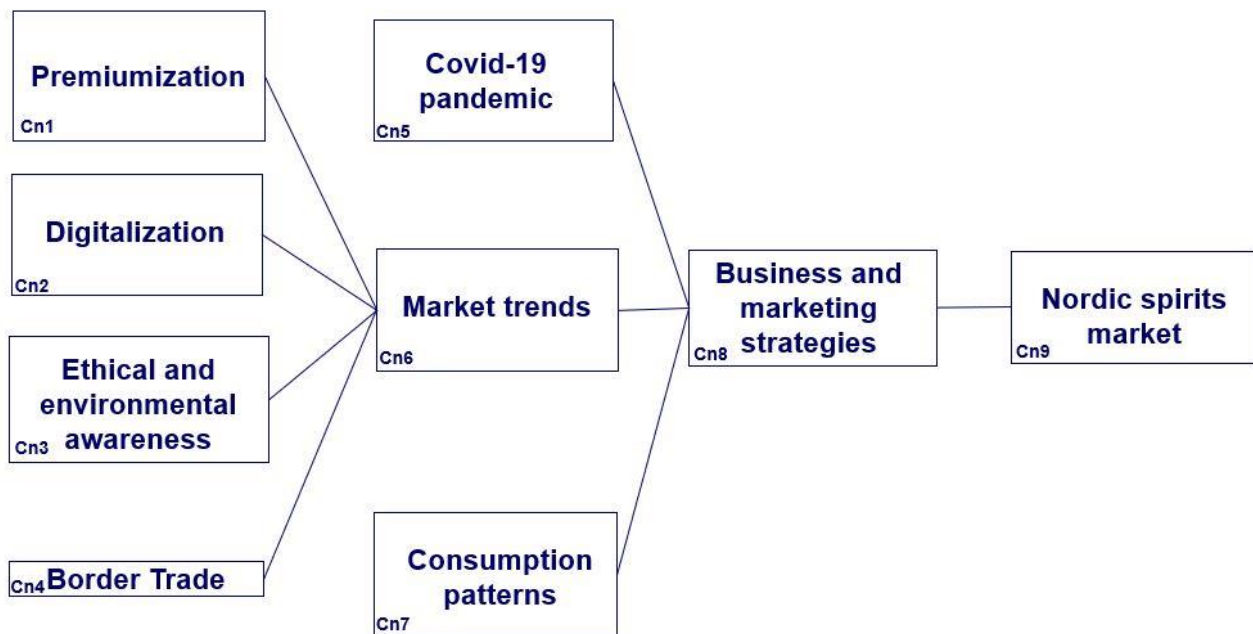 Premiumization
Cn1
Digitalization
Cn2
Ethical and
environmental
awareness
Cn3
Cn4 Border Trade
Covid-19
pandemic
Cn5
Market trends
Cn6
Consumption
patterns
Cn7
Business and
marketing
strategies
Cn8
Nordic spirits
market
Cn9